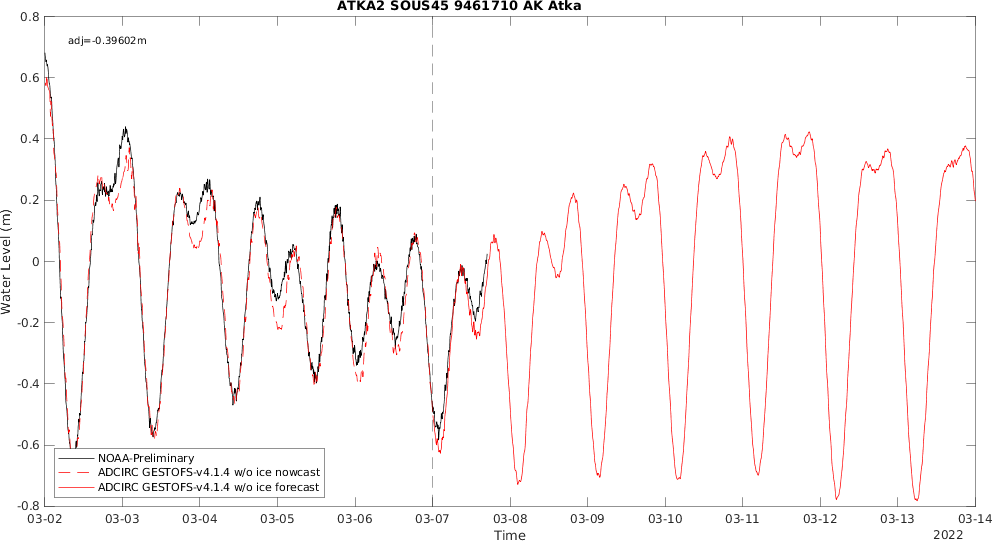 ATKA2 SOUS45 9461710 AK Atka
adj=-0.39602m
Water Level (m)
0.8
0.6
0.4
0.2
0
-0.2
-0.4
-0.6
-0.8
NOAA-Preliminary
ADCIRC GESTOFS-v4.1.4 w/o ice nowcast
ADCIRC GESTOFS-v4.1.4 w/o ice forecast
03-02 03-03 03-04 03-05 03-06 03-07 03-08 03-09 03-10 03-11 03-12 03-13 03-14
Time
2022